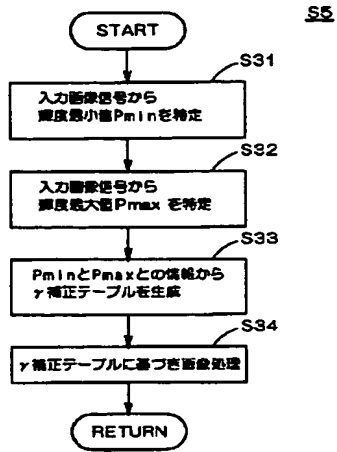 S5
START
S31
入力画像信号から
輝度最小値Pminを特定
S32
入力画像信号から
輝度最大値Pmax を特定
S33
PminとPmaxとの情報から
γ補正テーブルを生成
S34
γ補正テーブルに基づき画像処理
RETURN